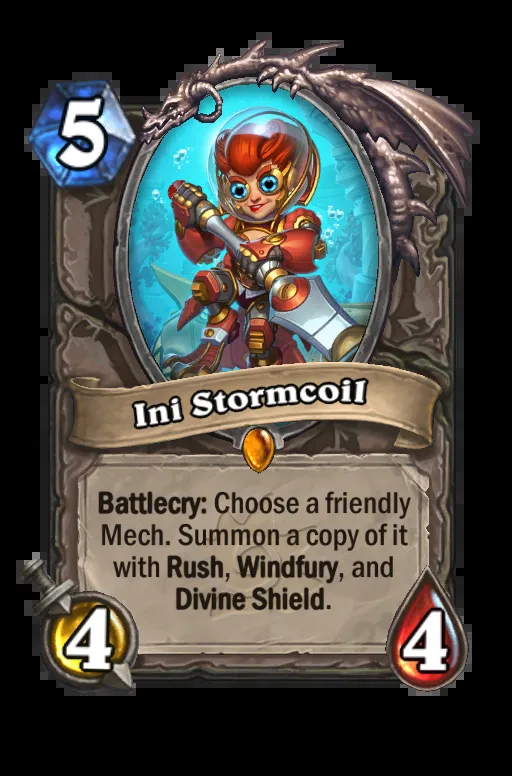 5
Ini Stormcoil
Battlecry: Choose a friendly
Mech. Summon a copy of it
with Rush, Windfury, and
Divine Shield.
4
4